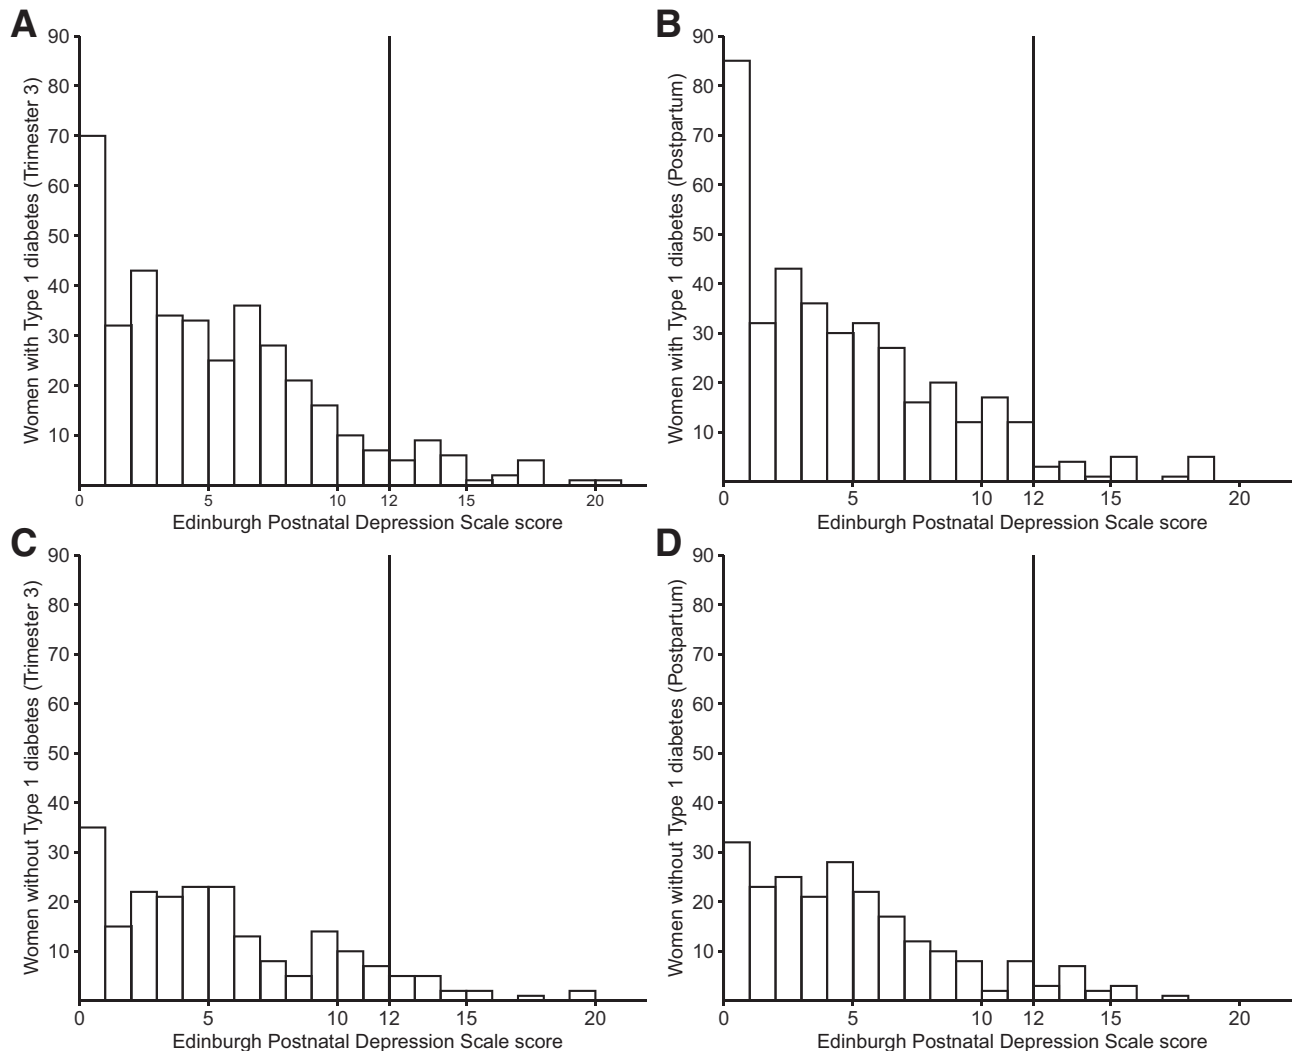 A
Women with Type 1 diabetes (Trimester 3)
90
80
70
60
50
40
30
20
10
0 5 10 12 15 20
Edinburgh Postnatal Depression Scale score
B
Women with Type 1 diabetes (Postpartum)
90
80
70
60
50
40
30
20
10
0 5 10 12 15 20
Edinburgh Postnatal Depression Scale score
C
Women without Type 1 diabetes (Trimester 3)
90
80
70
60
50
40
30
20
10
0 5 10 12 15 20
Edinburgh Postnatal Depression Scale score
D
Women without Type 1 diabetes (Postpartum)
90
80
70
60
50
40
30
20
10
0 5 10 12 15 20
Edinburgh Postnatal Depression Scale score